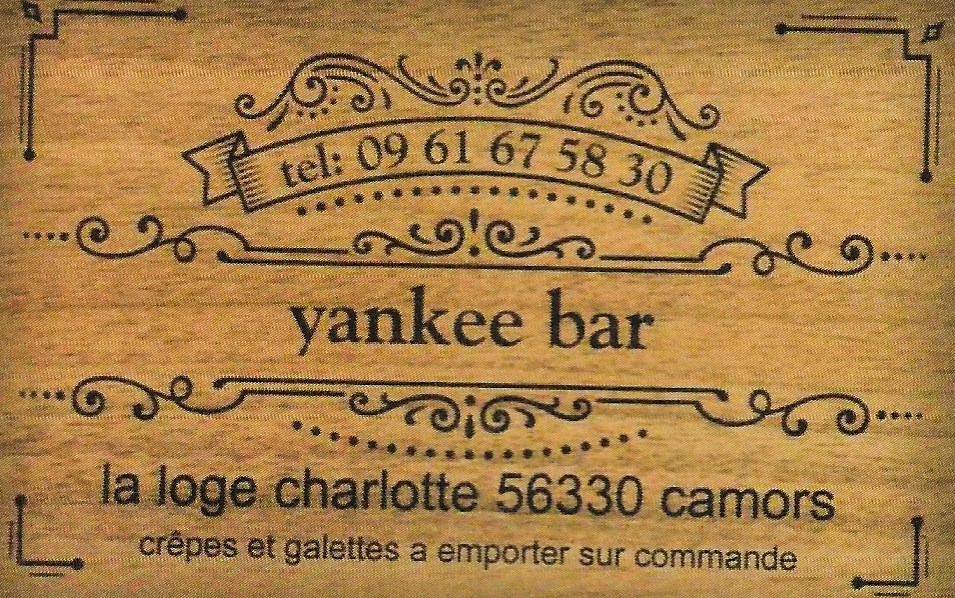 tel: 09 61 67 58 30
yankee bar
la loge charlotte 56330 camors
crêpes et galettes a emporter sur commande